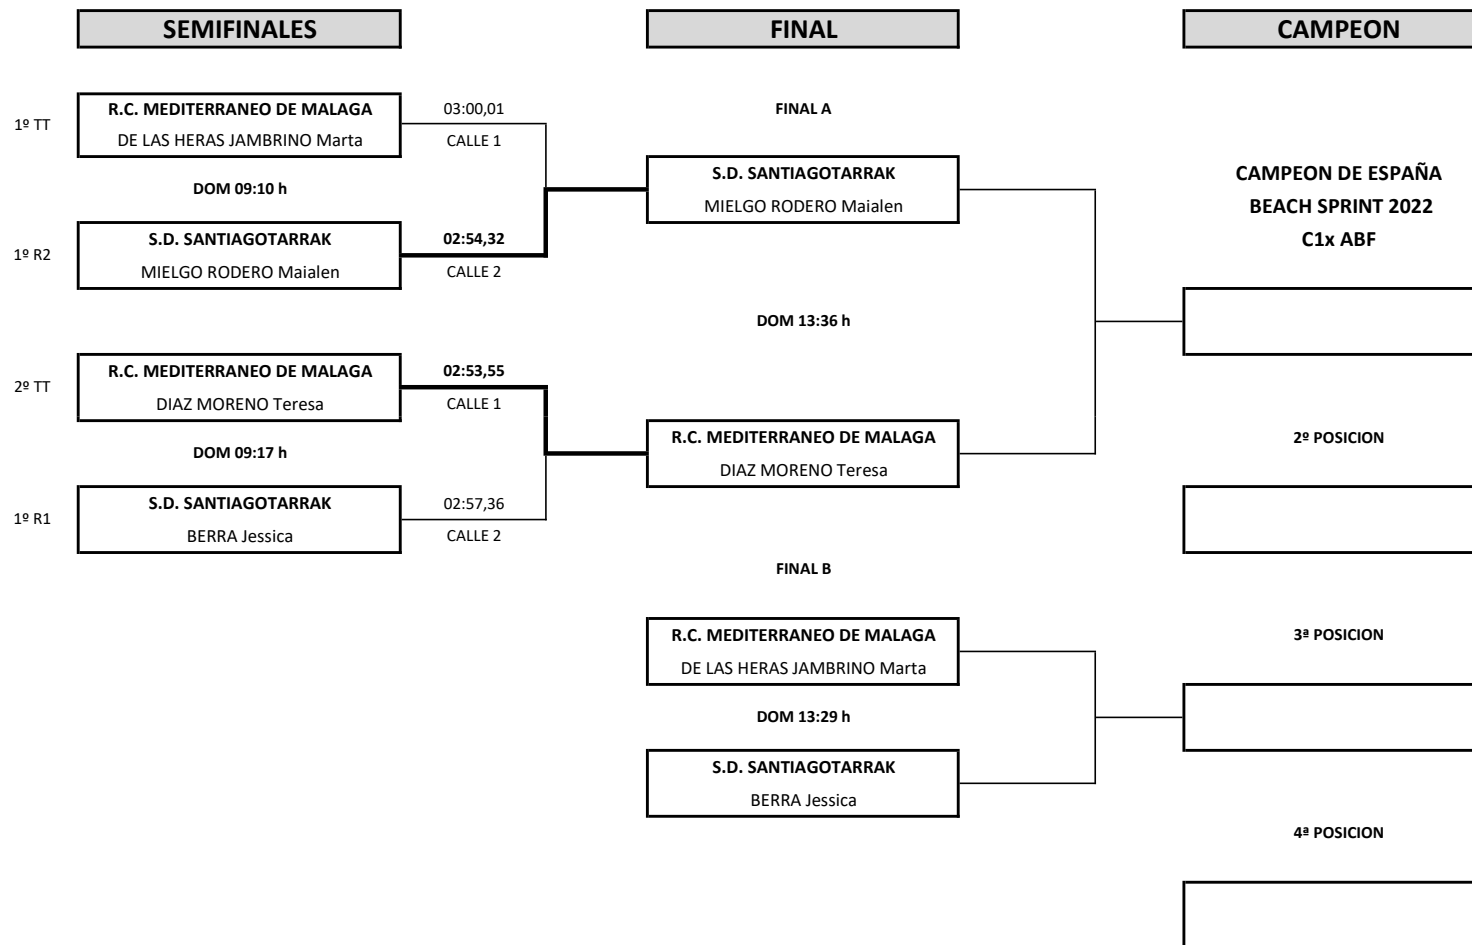 SEMIFINALES
FINAL
CAMPEON
1º TT
R.C. MEDITERRANEO DE MALAGA
DE LAS HERAS JAMBRINO Marta
03:00,01
CALLE 1
DOM 09:10 h
1º R2
S.D. SANTIAGOTARRAK
MIELGO RODERO Maialen
02:54,32
CALLE 2
2º TT
R.C. MEDITERRANEO DE MALAGA
DIAZ MORENO Teresa
02:53,55
CALLE 1
DOM 09:17 h
1º R1
S.D. SANTIAGOTARRAK
BERRA Jessica
02:57,36
CALLE 2
FINAL A
S.D. SANTIAGOTARRAK
MIELGO RODERO Maialen
DOM 13:36 h
R.C. MEDITERRANEO DE MALAGA
DIAZ MORENO Teresa
FINAL B
R.C. MEDITERRANEO DE MALAGA
DE LAS HERAS JAMBRINO Marta
DOM 13:29 h
S.D. SANTIAGOTARRAK
BERRA Jessica
CAMPEON DE ESPAÑA
BEACH SPRINT 2022
C1x ABF
2º POSICION
3ª POSICION
4ª POSICION